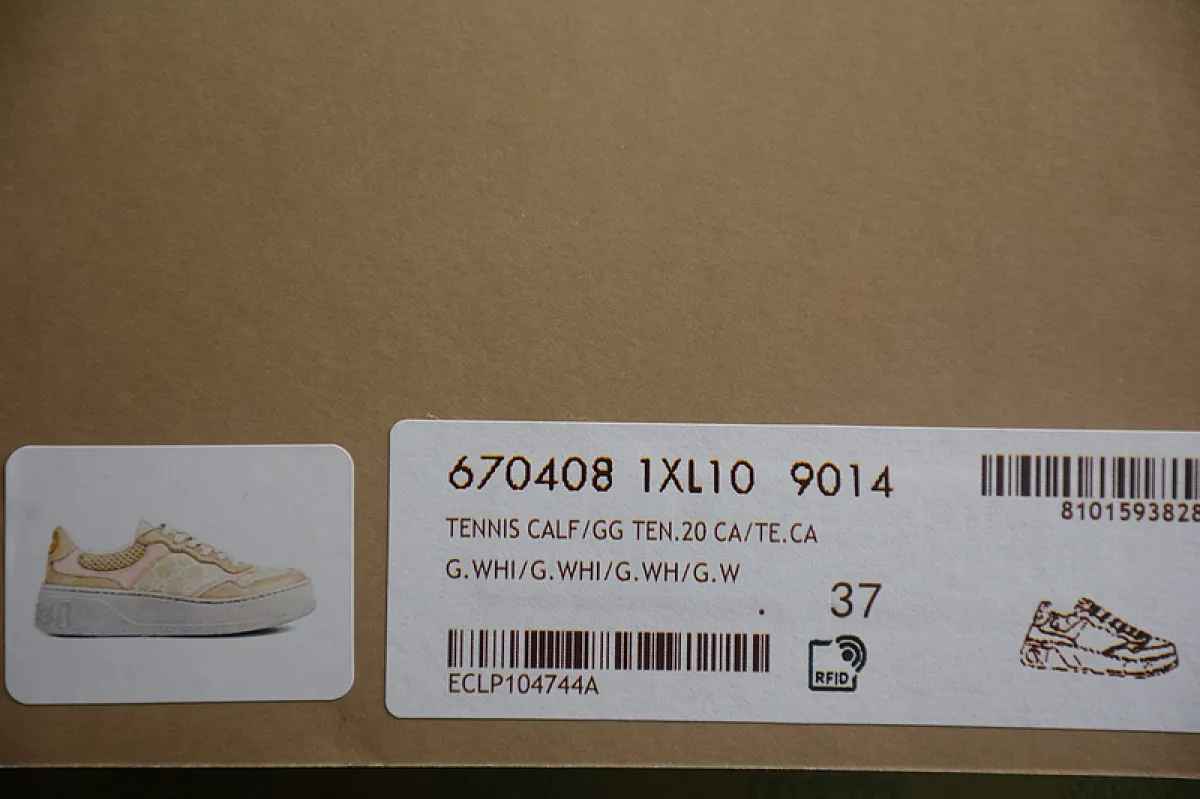 670408 1XL10 9014
8101593828
TENNIS CALF/GG TEN.20 CA/TE.CA
G.WHI/G.WHI/G.WH/G.W
. 37
ECLP104744A
RFID